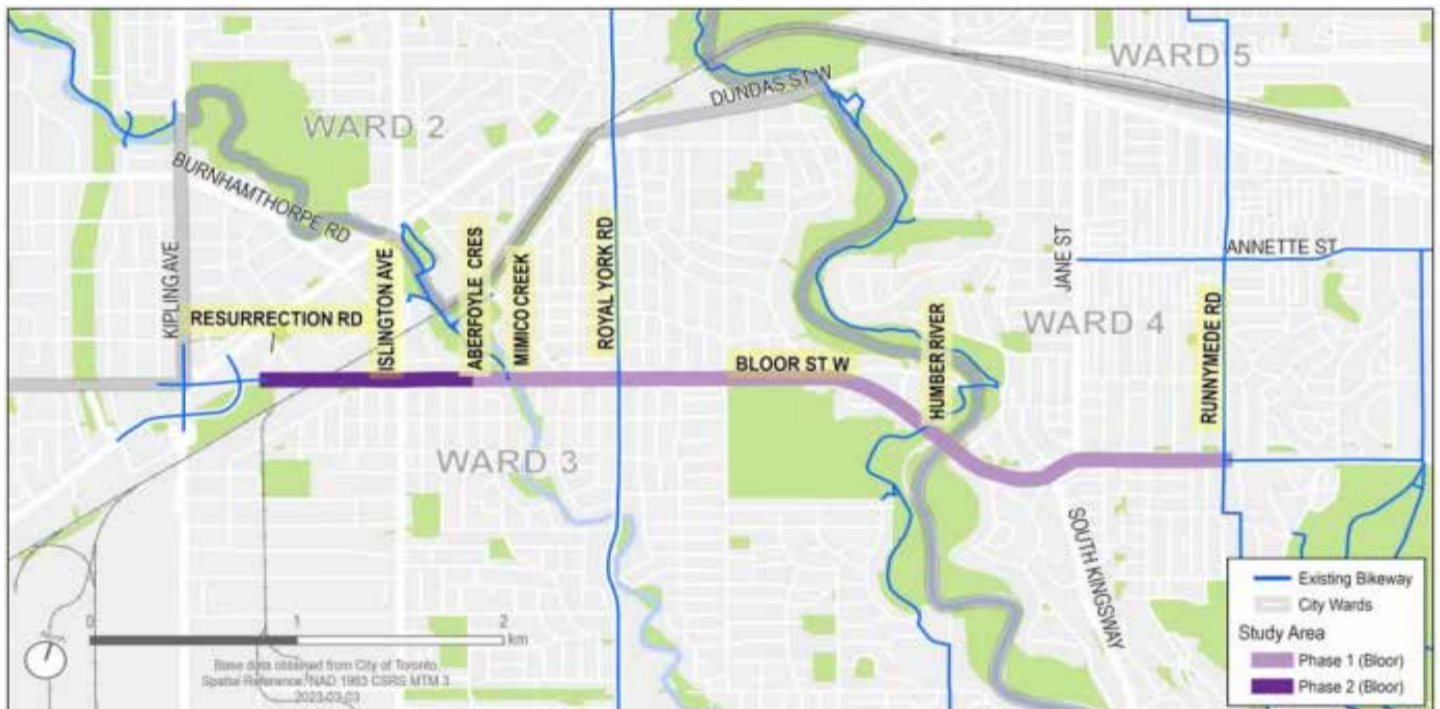 WARD 5
DUNDAS ST W
WARD 2
BURNHAMTHORPE RD
KIPLING AVE
RESURRECTION RD
ISLINGTON AVE
ABERFOYLE CRES
MIMICO CREEK
ROYAL YORK RD
BLOOR ST W
HUMBER RIVER
JANE ST
ANNETTE ST
WARD 4
RUNNYMEDE RD
WARD 3
SOUTH KINGSWAY
0 1 2
km
Base data obtained from City of Toronto.
Spatial Reference: NAD 1983 CSRS MTM 3
2023-03-03
Existing Bikeway
City Wards
Study Area
Phase 1 (Bloor)
Phase 2 (Bloor)